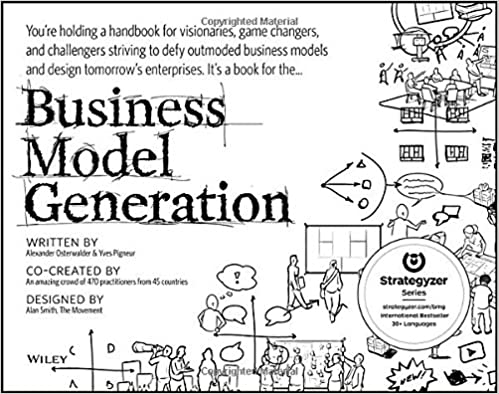 Copyrighted Material
You're holding a handbook for visionaries, game changers,
and challengers striving to defy outmoded business models
and design tomorrow's enterprises. It's a book for the...
Business
Model
Generation
WRITTEN BY
Alexander Osterwalder & Yves Pigneur
CO-CREATED BY
An amazing crowd of 470 practitioners from 45 countries
DESIGNED BY
Alan Smith, The Movement
Strategyzer
Series
strategyzer.com/bmg
International Bestseller
30+ Languages
WILEY
NEW!
Copyrighted Material